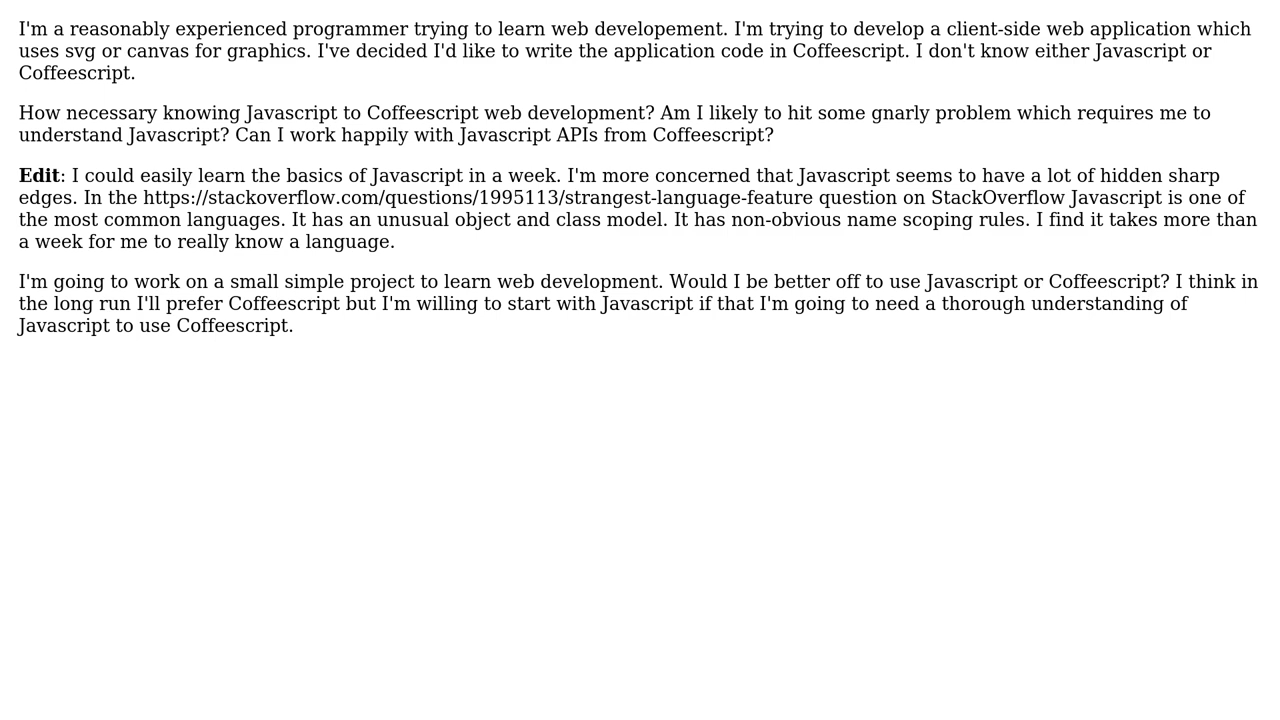 I'm a reasonably experienced programmer trying to learn web developement. I'm trying to develop a client-side web application which
uses svg or canvas for graphics. I've decided I'd like to write the application code in Coffeescript. I don't know either Javascript or
Coffeescript.
How necessary knowing Javascript to Coffeescript web development? Am I likely to hit some gnarly problem which requires me to
understand Javascript? Can I work happily with Javascript APIs from Coffeescript?
Edit: I could easily learn the basics of Javascript in a week. I'm more concerned that Javascript seems to have a lot of hidden sharp
edges. In the https://stackoverflow.com/questions/1995113/strangest-language-feature question on StackOverflow Javascript is one of
the most common languages. It has an unusual object and class model. It has non-obvious name scoping rules. I find it takes more than
a week for me to really know a language.
I'm going to work on a small simple project to learn web development. Would I be better off to use Javascript or Coffeescript? I think in
the long run I'll prefer Coffeescript but I'm willing to start with Javascript if that I'm going to need a thorough understanding of
Javascript to use Coffeescript.